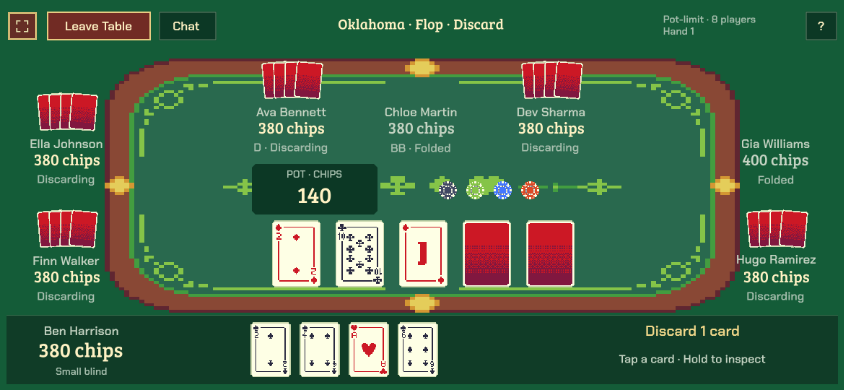 Leave Table
Chat
Oklahoma · Flop · Discard
Pot-limit · 8 players
Hand 1
?
Ava Bennett
380 chips
D · Discarding
Chloe Martin
380 chips
BB · Folded
Dev Sharma
380 chips
Discarding
Ella Johnson
380 chips
Discarding
Gia Williams
400 chips
Folded
POT · CHIPS
140
Finn Walker
380 chips
Discarding
Hugo Ramirez
380 chips
Discarding
2
10
J
Ben Harrison
380 chips
Small blind
A
Discard 1 card
Tap a card · Hold to inspect